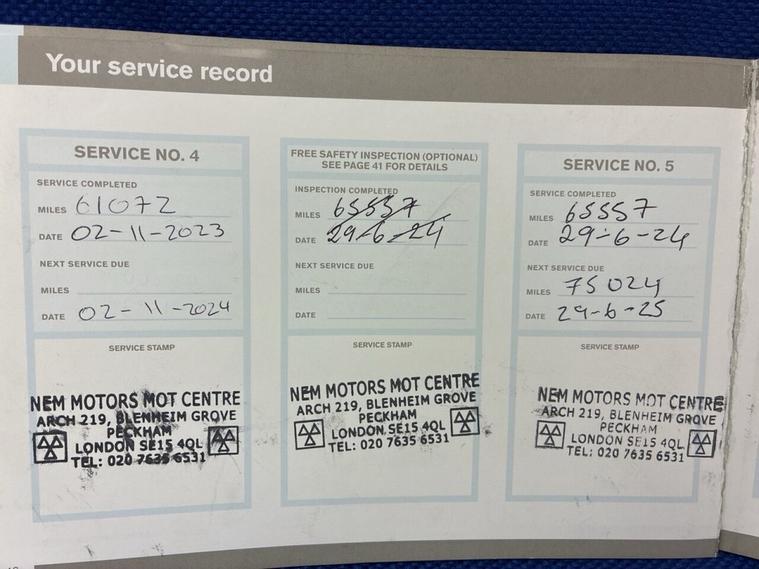 Your service record
SERVICE NO. 4
SERVICE COMPLETED
MILES 61072
DATE 02-11-2023
NEXT SERVICE DUE
MILES
DATE 02-11-2024
SERVICE STAMP
NEM MOTORS MOT CENTRE
ARCH 219, BLENHEIM GROVE
PECKHAM
LONDON SE15 4QL
TEL: 020 7635 6531
FREE SAFETY INSPECTION (OPTIONAL)
SEE PAGE 41 FOR DETAILS
INSPECTION COMPLETED
MILES 65557
DATE 29-6-24
NEXT SERVICE DUE
MILES
DATE
SERVICE STAMP
NEM MOTORS MOT CENTRE
ARCH 219, BLENHEIM GROVE
PECKHAM
LONDON SE15 4QL
TEL: 020 7635 6531
SERVICE NO. 5
SERVICE COMPLETED
MILES 65557
DATE 29-6-24
NEXT SERVICE DUE
MILES 75024
DATE 29-6-25
SERVICE STAMP
NEM MOTORS MOT CENTRE
ARCH 219, BLENHEIM GROVE
PECKHAM
LONDON SE15 4QL
TEL: 020 7635 6531